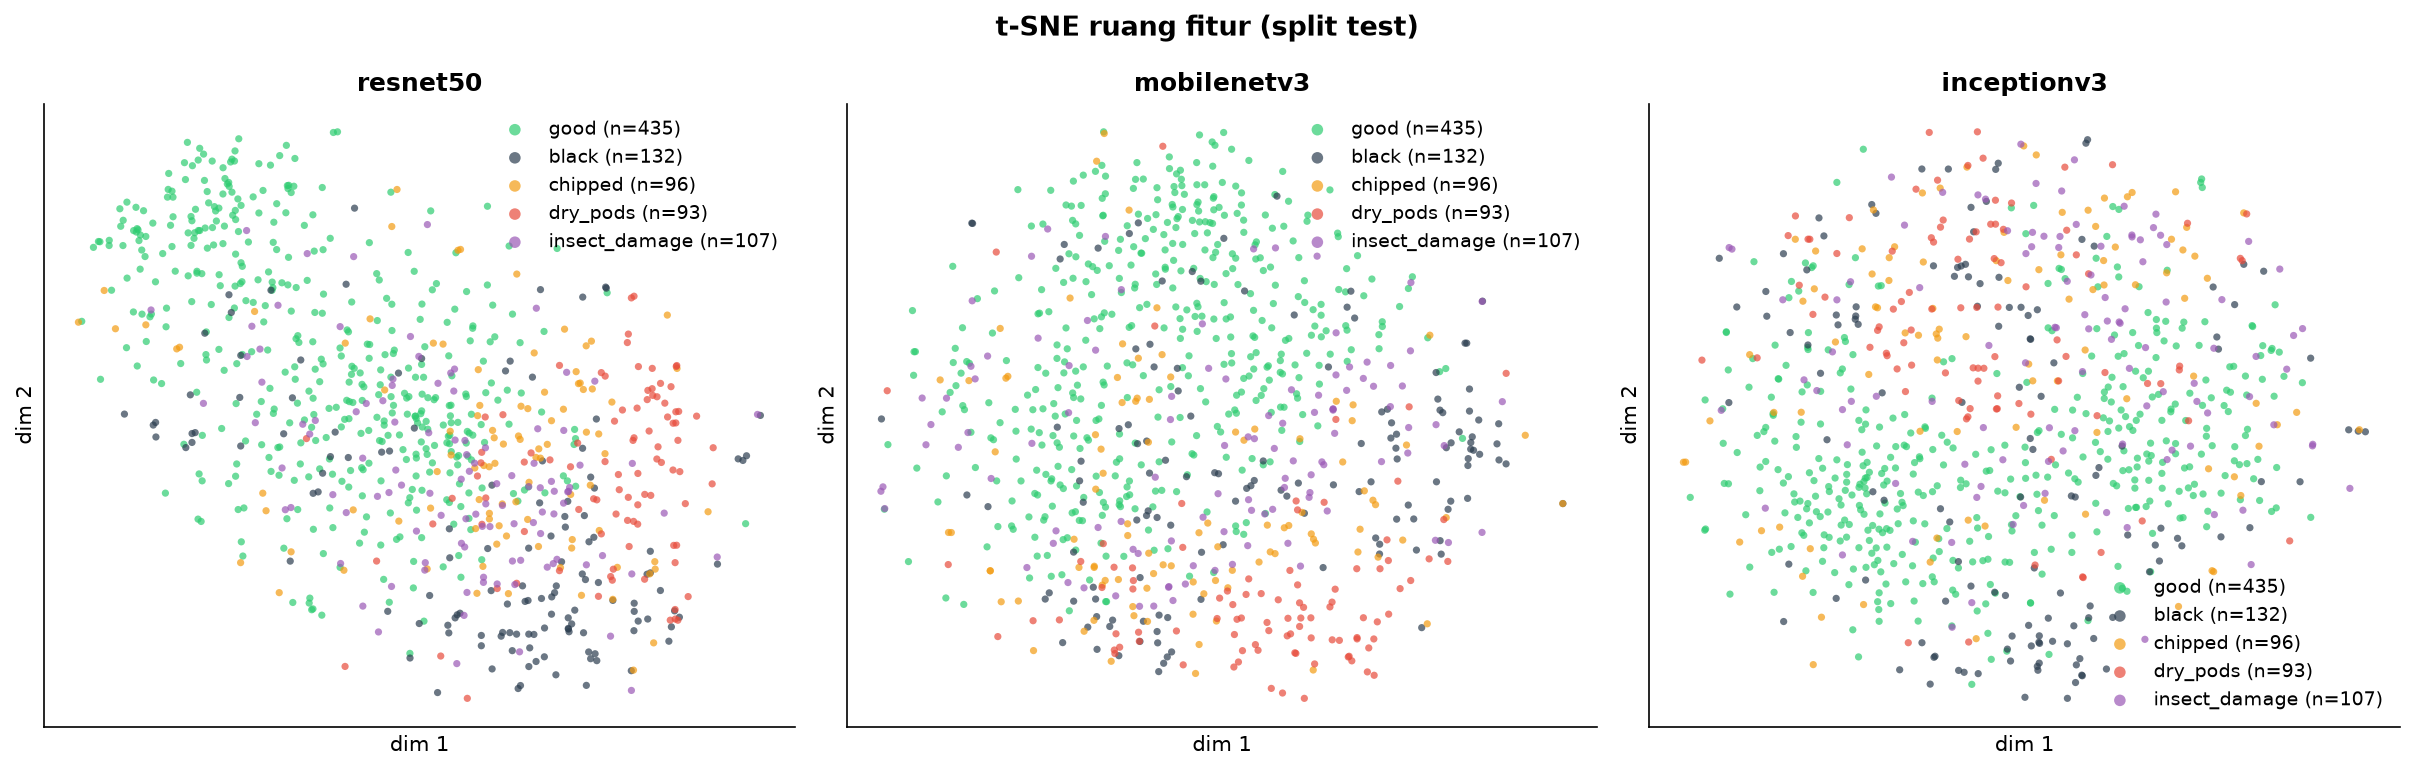 t-SNE ruang fitur (split test)
resnet50
good (n=435)
black (n=132)
chipped (n=96)
dry_pods (n=93)
insect_damage (n=107)
dim 2
dim 1
mobilenetv3
good (n=435)
black (n=132)
chipped (n=96)
dry_pods (n=93)
insect_damage (n=107)
dim 2
dim 1
inceptionv3
good (n=435)
black (n=132)
chipped (n=96)
dry_pods (n=93)
insect_damage (n=107)
dim 2
dim 1